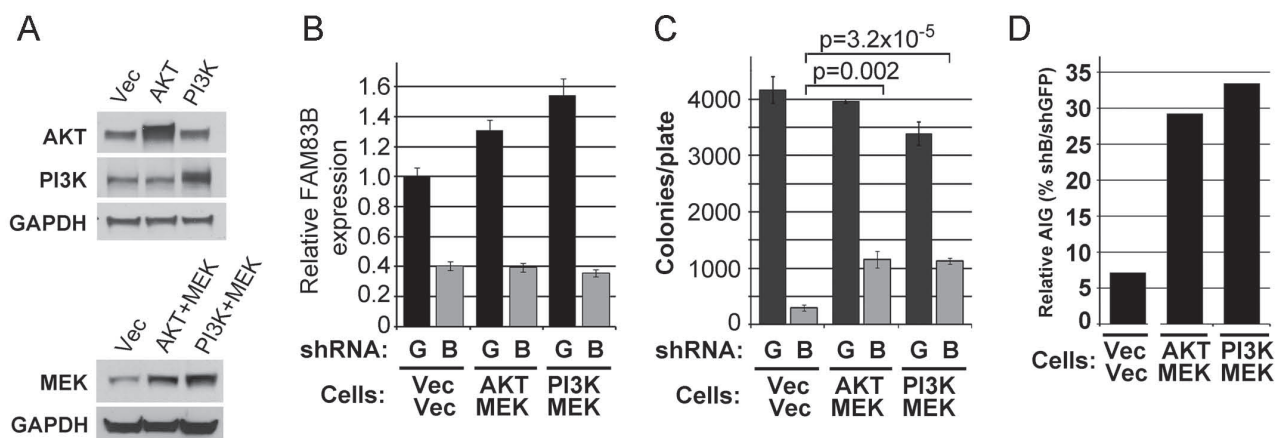 A
Vec AKT PI3K
AKT
PI3K
GAPDH
Vec AKT+MEK PI3K+MEK
MEK
GAPDH
B
Relative FAM83B
expression
1.6
1.4
1.2
1.0
0.8
0.6
0.4
0.2
0
shRNA: G B G B G B
Cells: Vec AKT PI3K
Vec MEK MEK
C
p=3.2x10-5
p=0.002
Colonies/plate
4000
3000
2000
1000
0
shRNA: G B G B G B
Cells: Vec AKT PI3K
Vec MEK MEK
D
Relative AIG (% shB/shGFP)
35
30
25
20
15
10
5
0
Cells: Vec AKT PI3K
Vec MEK MEK